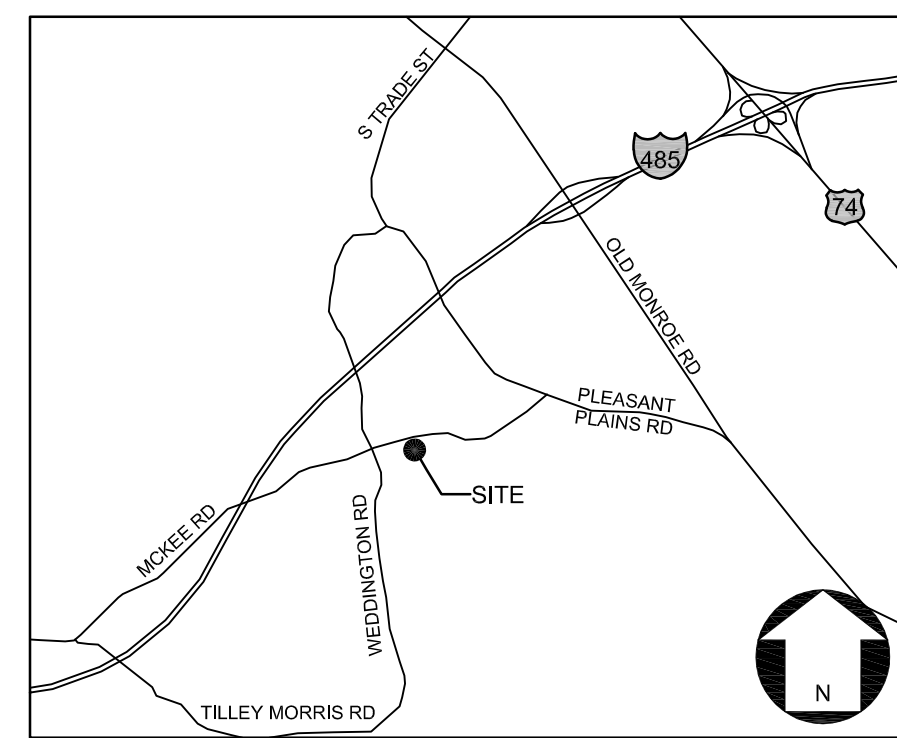 S TRADE ST
485
74
OLD MONROE RD
PLEASANT
PLAINS RD
SITE
MCKEE RD
WEDDINGTON RD
TILLEY MORRIS RD
N